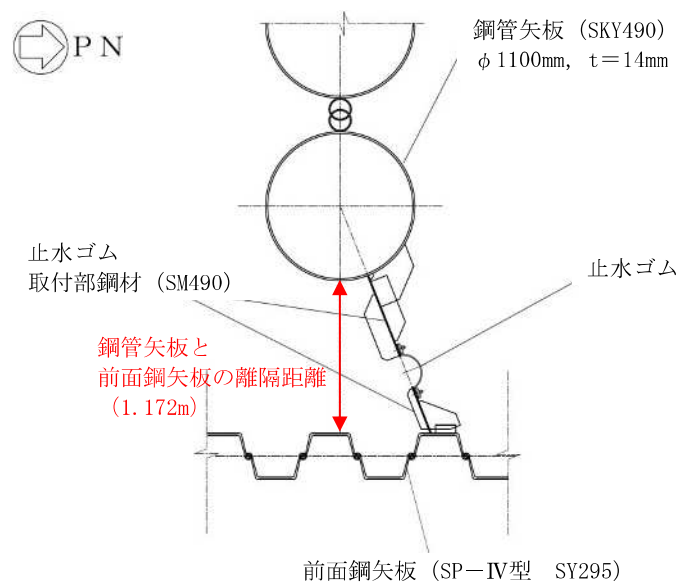 PN
鋼管矢板（SKY490）
φ1100mm, t＝14mm
止水ゴム
取付部鋼材（SM490）
止水ゴム
鋼管矢板と
前面鋼矢板の離隔距離
（1.172m）
前面鋼矢板（SP－Ⅳ型　SY295）